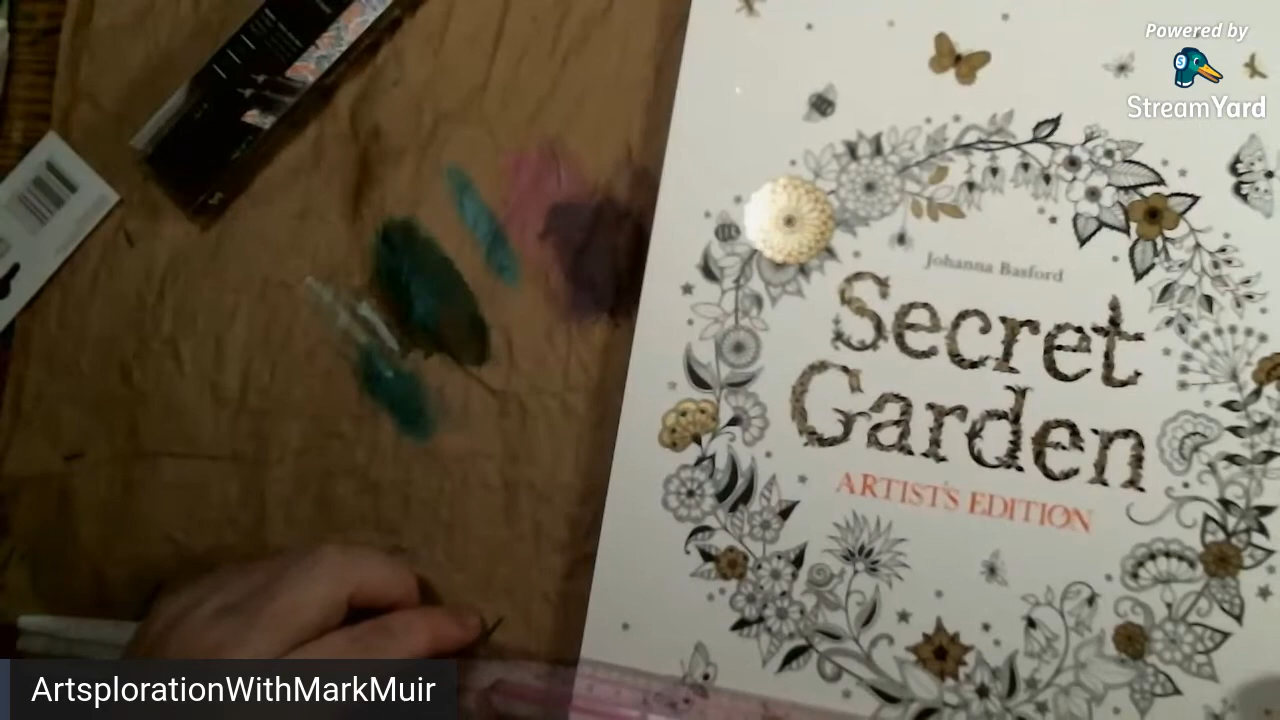 Powered by
StreamYard
Johanna Basford
Secret
Garden
ARTIST'S EDITION
ArtsplorationWithMarkMuir